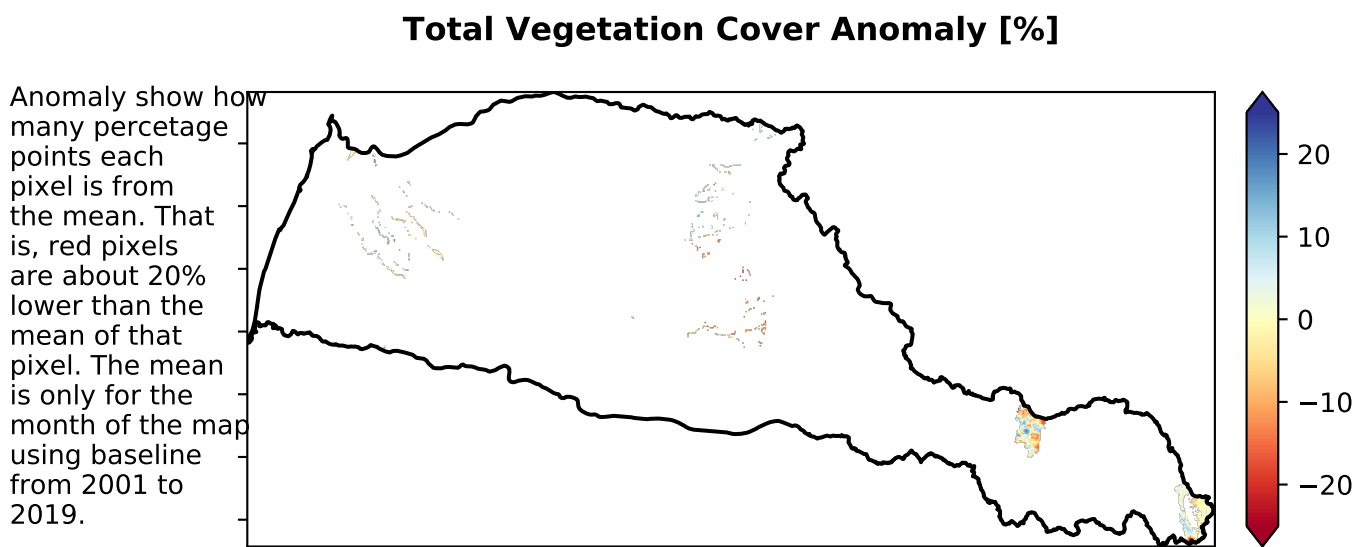 Total Vegetation Cover Anomaly [%]
Anomaly show how
many percetage
points each
pixel is from
the mean. That
is, red pixels
are about 20%
lower than the
mean of that
pixel. The mean
is only for the
month of the map
using baseline
from 2001 to
2019.
20
10
0
−10
−20